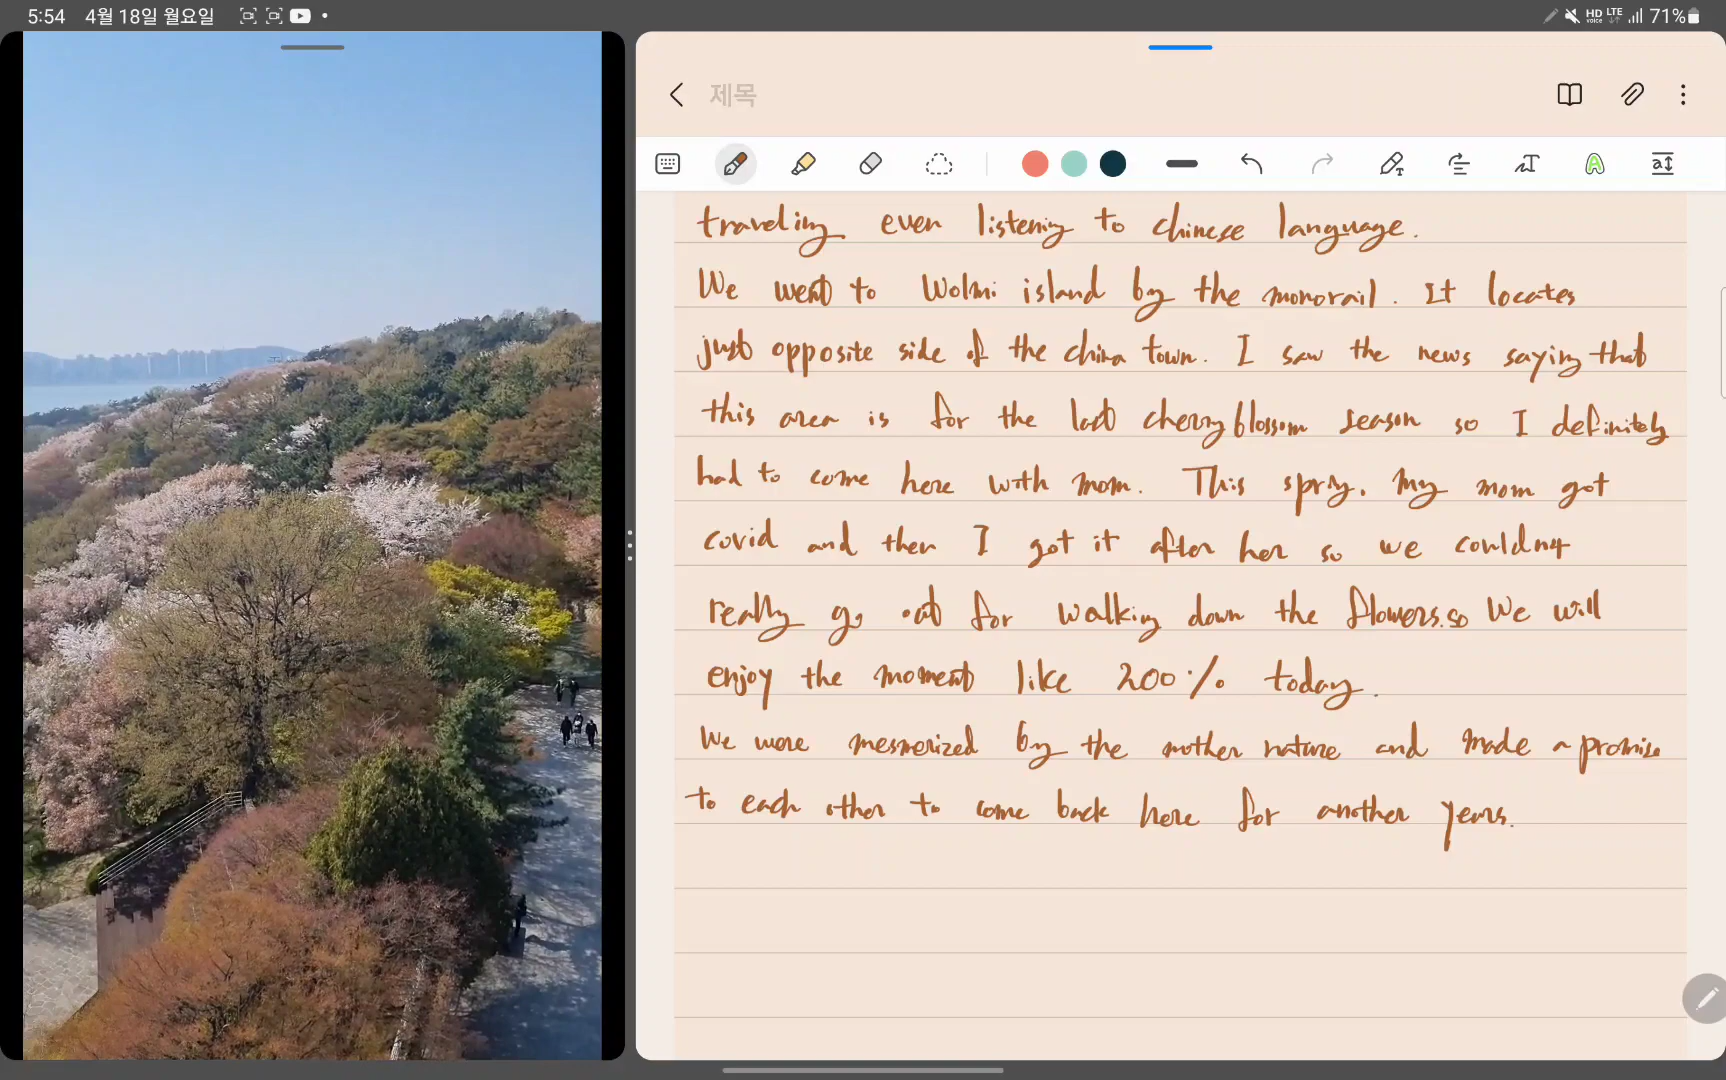 5:54 4월 18일 월요일
HD voice LTE 71%
제목
traveling even listening to chinese language.
We went to Wolmi island by the monorail. It locates
just opposite side of the china town. I saw the news saying that
this area is for the last cherry blossom season so I definitely
had to come here with mom. This spring, my mom got
covid and then I got it after her so we couldn't
really go out for walking down the flowers. so We will
enjoy the moment like 200% today.
We were mesmerized by the mother nature and made a promise
to each other to come back here for another years.